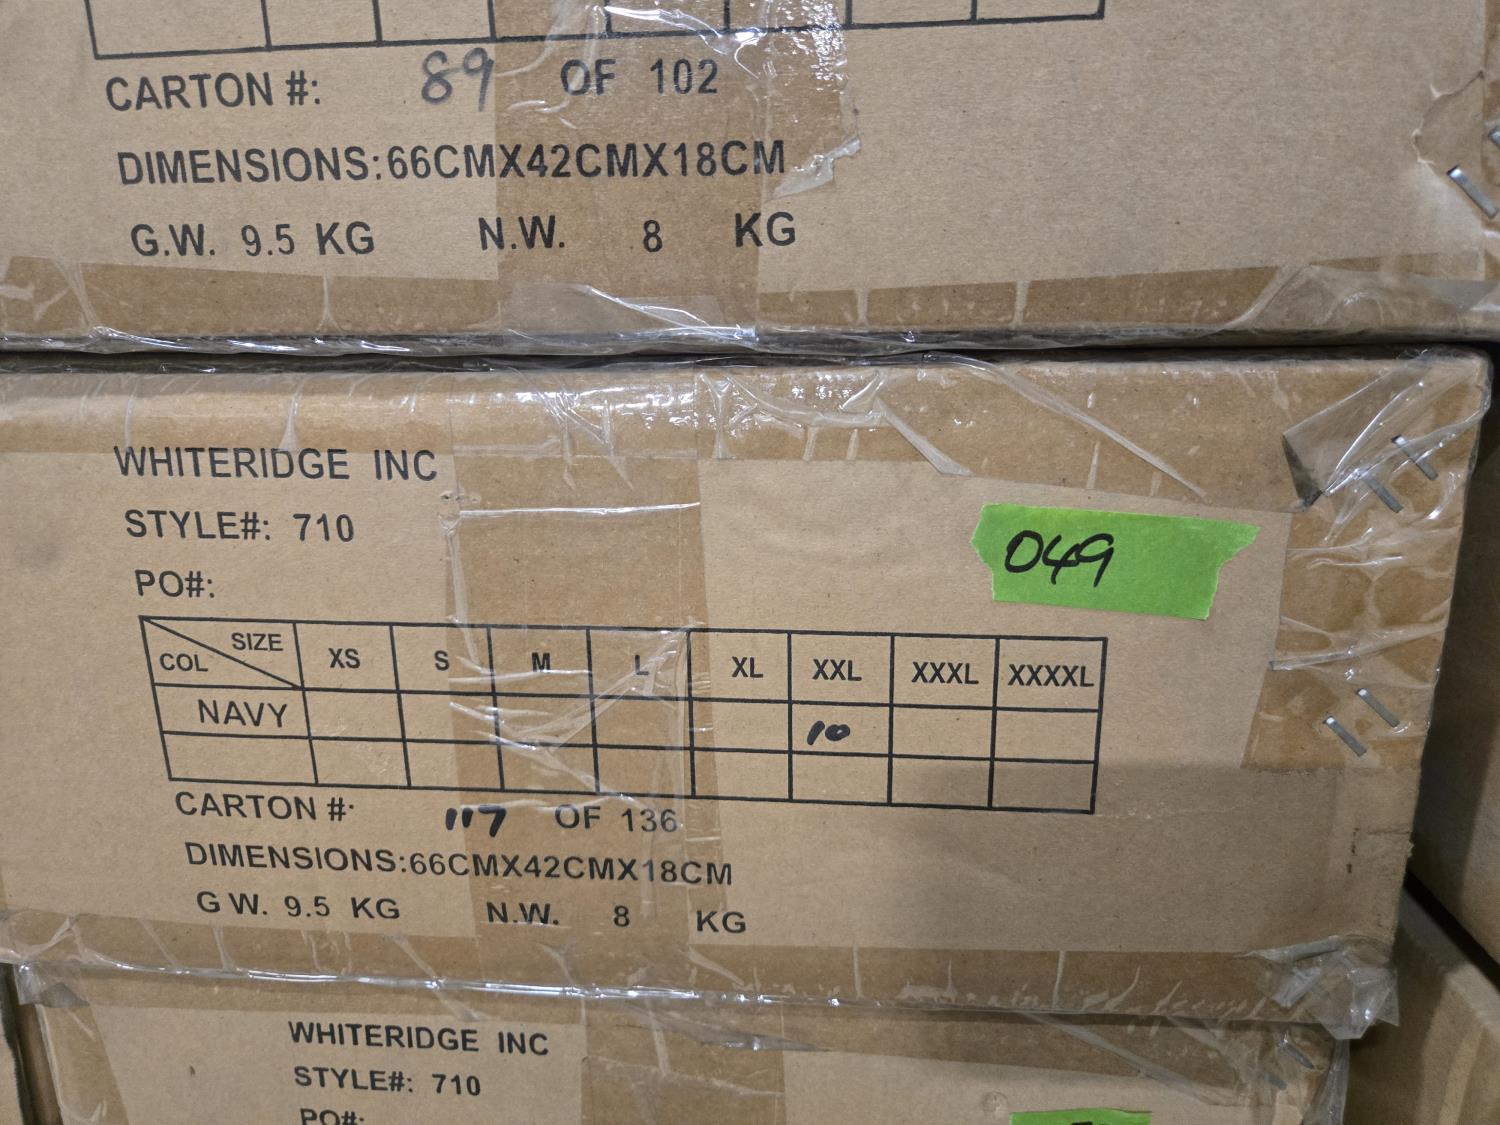 CARTON #: 89 OF 102
DIMENSIONS:66CMX42CMX18CM
G.W. 9.5 KG N.W. 8 KG
WHITERIDGE INC
STYLE#: 710
049
PO#:
SIZE
COL
XS S M L XL XXL XXXL XXXXL
NAVY 10
CARTON #: 117 OF 136
DIMENSIONS:66CMX42CMX18CM
G W. 9.5 KG N.W. 8 KG
WHITERIDGE INC
STYLE#: 710
PO#: